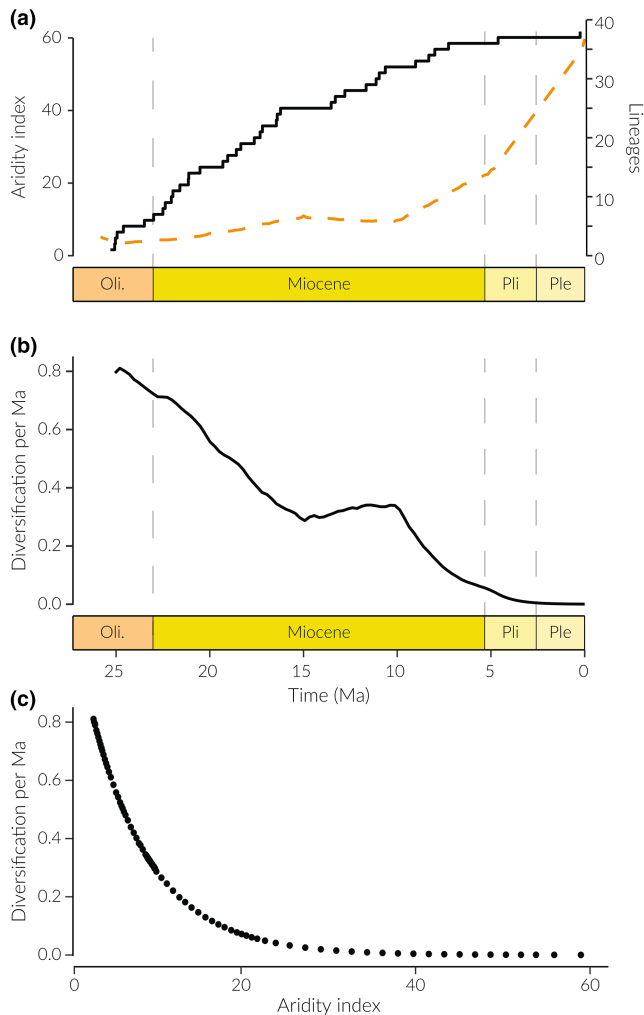 (a)
60
40
20
0
Aridity index
40
30
20
10
0
Lineages
Oli. Miocene Pli Ple
(b)
0.8
0.6
0.4
0.2
0.0
Diversification per Ma
Oli. Miocene Pli Ple
25 20 15 10 5 0
Time (Ma)
(c)
0.8
0.6
0.4
0.2
0.0
Diversification per Ma
0 20 40 60
Aridity index